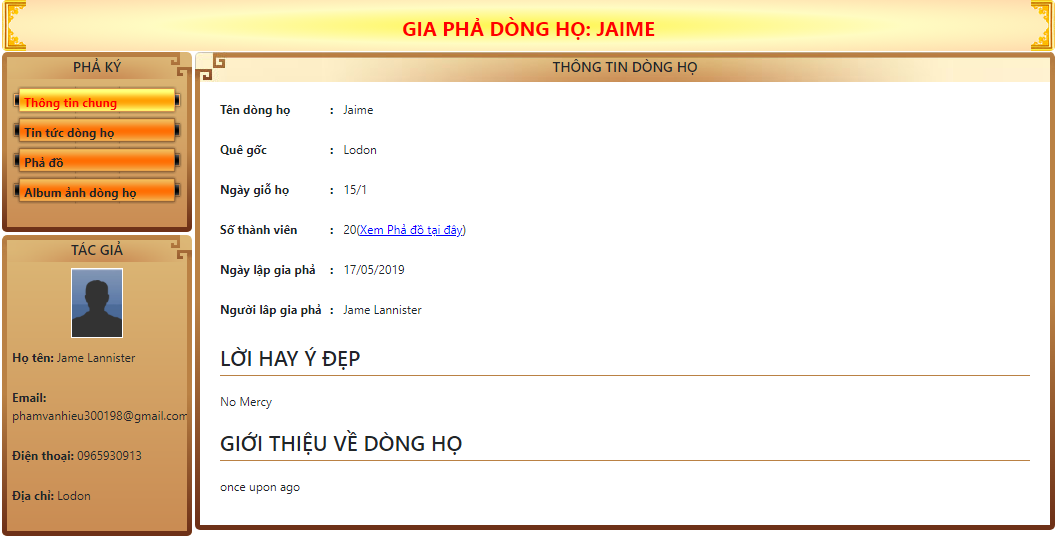 GIA PHẢ DÒNG HỌ: JAIME
PHẢ KÝ
Thông tin chung
Tin tức dòng họ
Phả đồ
Album ảnh dòng họ
TÁC GIẢ
Họ tên: Jame Lannister
Email:
phamvanhieu300198@gmail.com
Điện thoại: 0965930913
Địa chỉ: Lodon
THÔNG TIN DÒNG HỌ
Tên dòng họ : Jaime
Quê gốc : Lodon
Ngày giỗ họ : 15/1
Số thành viên : 20(Xem Phả đồ tại đây)
Ngày lập gia phả : 17/05/2019
Người lâp gia phả : Jame Lannister
LỜI HAY Ý ĐẸP
No Mercy
GIỚI THIỆU VỀ DÒNG HỌ
once upon ago